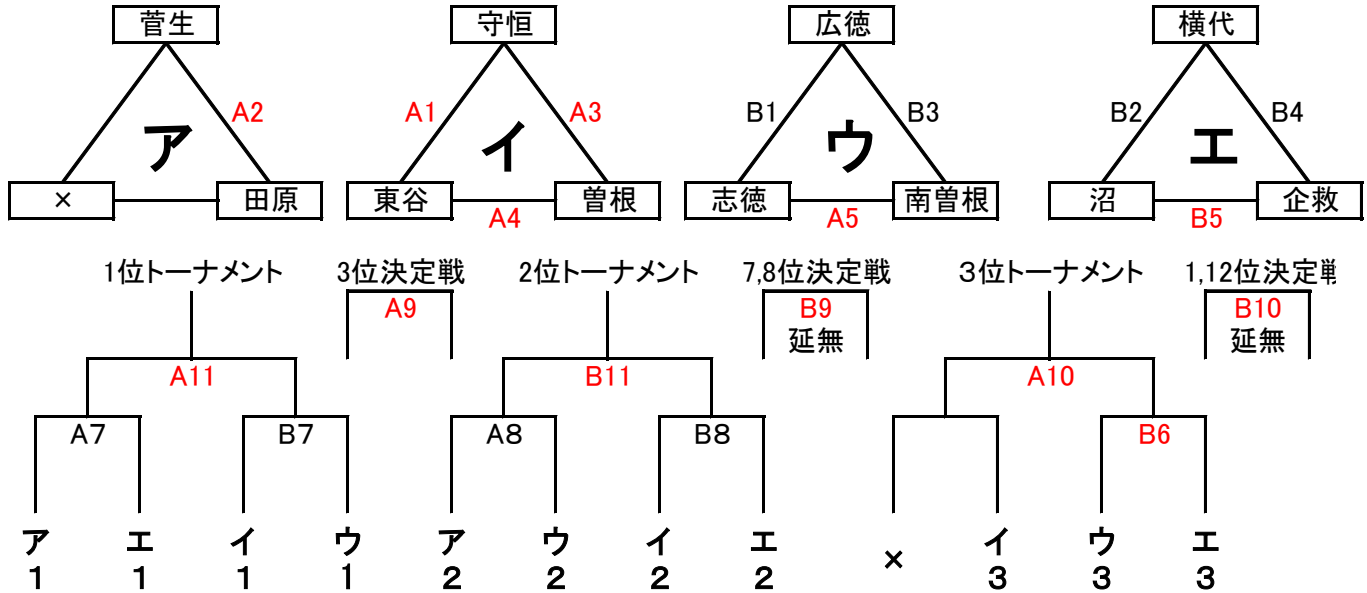 菅生 守恒 広徳 横代
A2 A1 A3 B1 B3 B2 B4
ア イ ウ エ
× 田原 東谷 曽根 志徳 南曽根 沼 企救
A4 A5 B5
1位トーナメント 3位決定戦 2位トーナメント 7,8位決定戦 3位トーナメント 1,12位決定戦
A9 B9 B10
延無 延無
A11 B11 A10
A7 B7 A8 B8 B6
ア エ イ ウ ア ウ イ エ × イ ウ エ
1 1 1 1 2 2 2 2 3 3 3